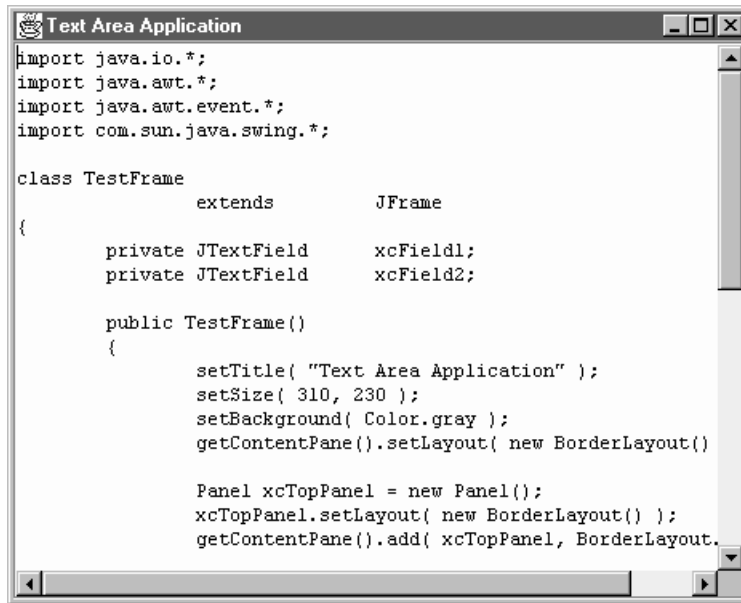 Text Area Application
import java.io.*;
import java.awt.*;
import java.awt.event.*;
import com.sun.java.swing.*;
class TestFrame
extends JFrame
{
private JTextField xcField1;
private JTextField xcField2;
public TestFrame()
{
setTitle( "Text Area Application" );
setSize( 310, 230 );
setBackground( Color.gray );
getContentPane().setLayout( new BorderLayout()
Panel xcTopPanel = new Panel();
xcTopPanel.setLayout( new BorderLayout() );
getContentPane().add( xcTopPanel, BorderLayout.